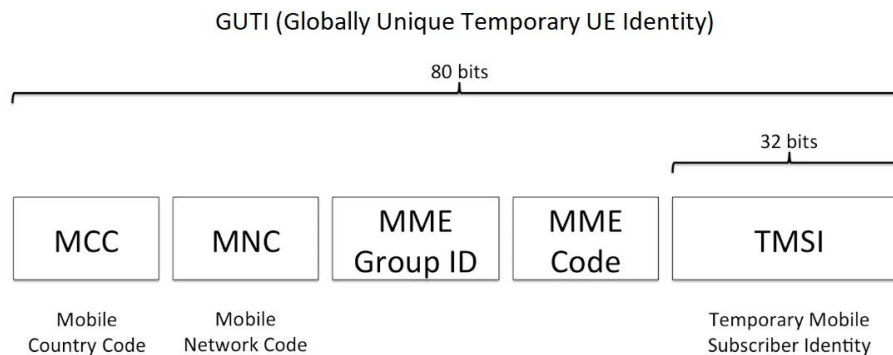 GUTI (Globally Unique Temporary UE Identity)
80 bits
32 bits
MCC
MNC
MME
Group ID
MME
Code
TMSI
Mobile
Country Code
Mobile
Network Code
Temporary Mobile
Subscriber Identity